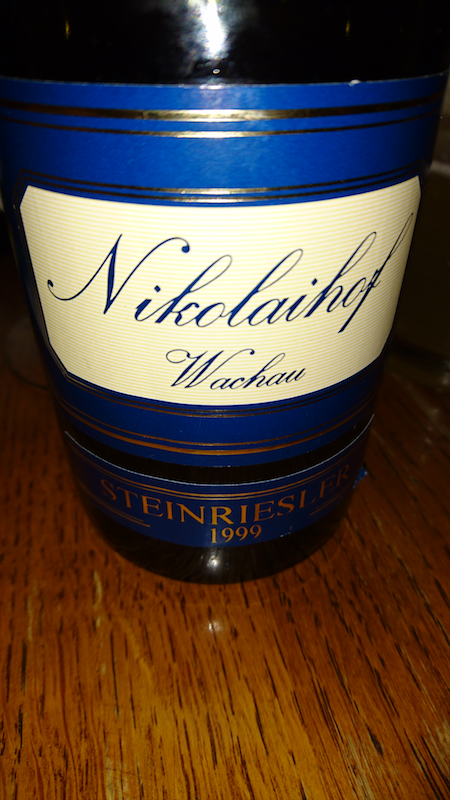 Nikolaihof
Wachau
STEINRIESLER
1999